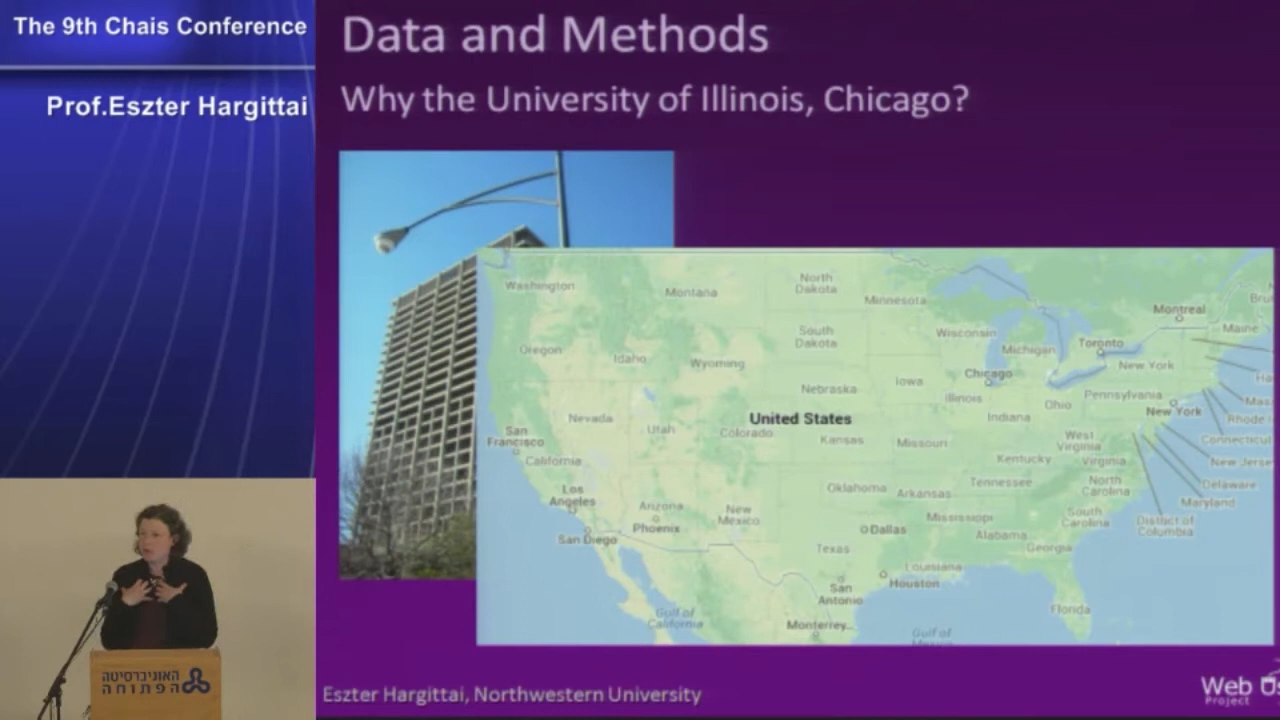 The 9th Chais Conference
Prof.Eszter Hargittai
Data and Methods
Why the University of Illinois, Chicago?
Washington
Montana
North
Dakota
Minnesota
Montreal
Maine
Oregon
Idaho
Wyoming
South
Dakota
Wisconsin
Michigan
Toronto
New York
Chicago
Nebraska
Iowa
Illinois
Ohio
Pennsylvania
New York
Nevada
Utah
United States
Colorado
Kansas
Missouri
Indiana
West
Virginia
Virginia
Rhode
Connecticut
San
Francisco
California
Kentucky
New Jerse
Delaware
Maryland
Los
Angeles
Arizona
Phoenix
New
Mexico
Oklahoma
Arkansas
Tennessee
North
Carolina
District of
Columbia
San Diego
Dallas
Mississippi
Alabama
South
Carolina
Georgia
Texas
Louisiana
Houston
San
Antonio
Florida
Gulf of
California
Monterrey
Gulf of
האוניברסיטה
הפתוחה
Eszter Hargittai, Northwestern University
Web Us
Project